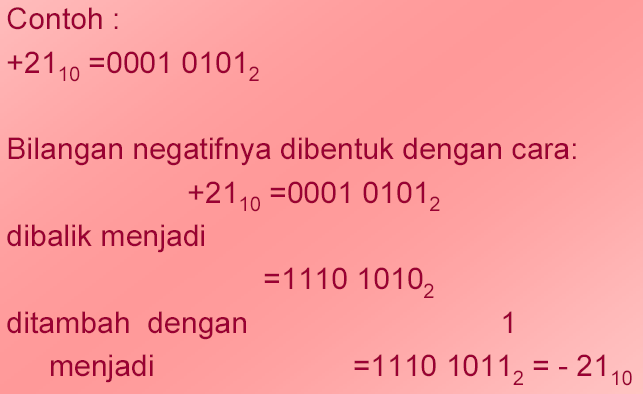 Contoh :
+21₁₀ =0001 0101₂
Bilangan negatifnya dibentuk dengan cara:
+21₁₀ =0001 0101₂
dibalik menjadi
=1110 1010₂
ditambah dengan 1
menjadi =1110 1011₂ = - 21₁₀